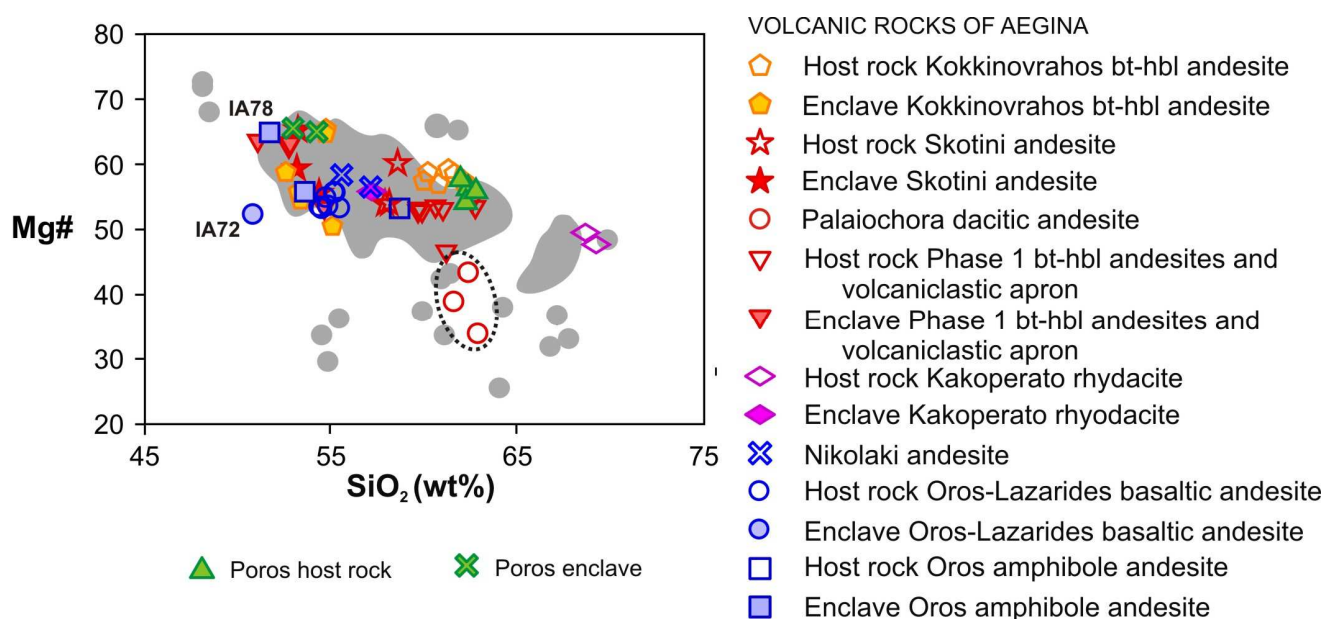 80
70
60
50
40
30
20
Mg#
IA78
IA72
45
55
65
75
SiO₂ (wt%)
Poros host rock
Poros enclave
VOLCANIC ROCKS OF AEGINA
Host rock Kokkinovrahos bt-hbl andesite
Enclave Kokkinovrahos bt-hbl andesite
Host rock Skotini andesite
Enclave Skotini andesite
Palaiochora dacitic andesite
Host rock Phase 1 bt-hbl andesites and
volcaniclastic apron
Enclave Phase 1 bt-hbl andesites and
volcaniclastic apron
Host rock Kakoperato rhydacite
Enclave Kakoperato rhyodacite
Nikolaki andesite
Host rock Oros-Lazarides basaltic andesite
Enclave Oros-Lazarides basaltic andesite
Host rock Oros amphibole andesite
Enclave Oros amphibole andesite